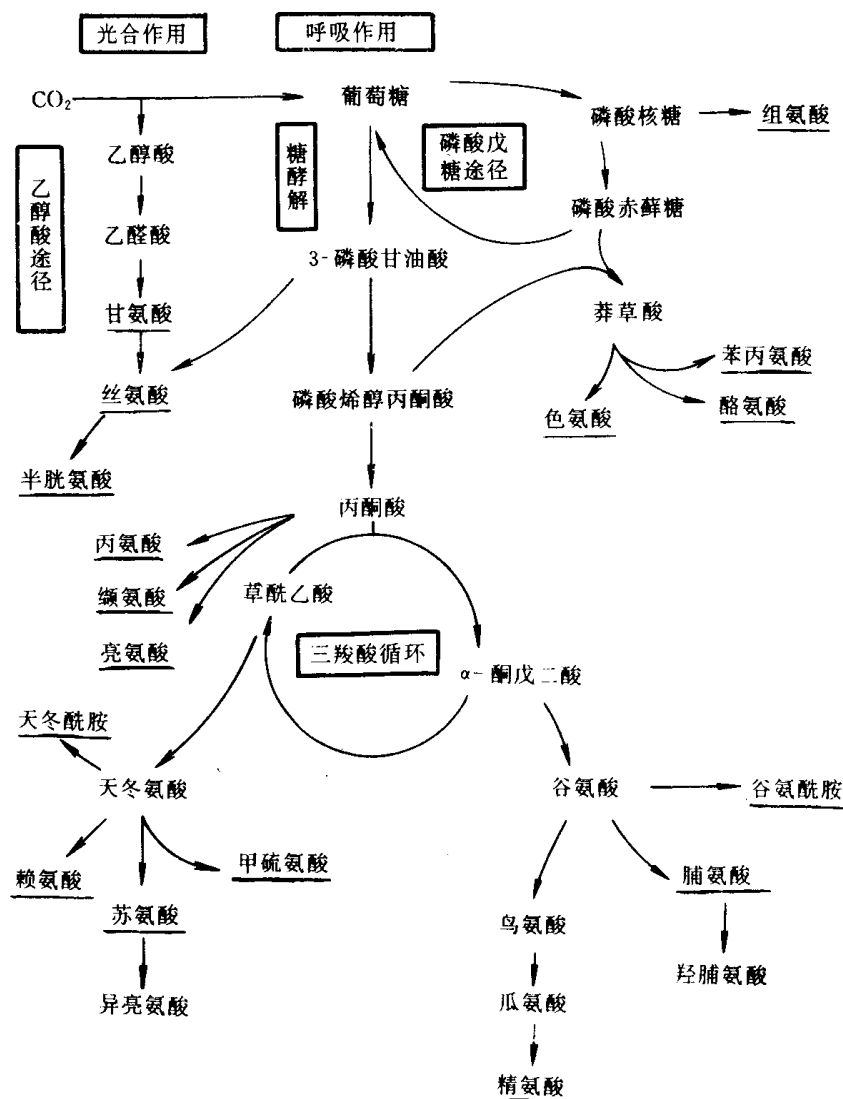 光合作用
呼吸作用
CO₂
葡萄糖
磷酸核糖
组氨酸
乙醇酸途径
乙醇酸
糖酵解
磷酸戊
糖途径
乙醛酸
磷酸赤藓糖
3-磷酸甘油酸
甘氨酸
莽草酸
丝氨酸
磷酸烯醇丙酮酸
苯丙氨酸
色氨酸
酪氨酸
半胱氨酸
丙酮酸
丙氨酸
缬氨酸
草酰乙酸
亮氨酸
三羧酸循环
α-酮戊二酸
天冬酰胺
天冬氨酸
谷氨酸
谷氨酰胺
赖氨酸
甲硫氨酸
脯氨酸
苏氨酸
鸟氨酸
羟脯氨酸
异亮氨酸
瓜氨酸
精氨酸